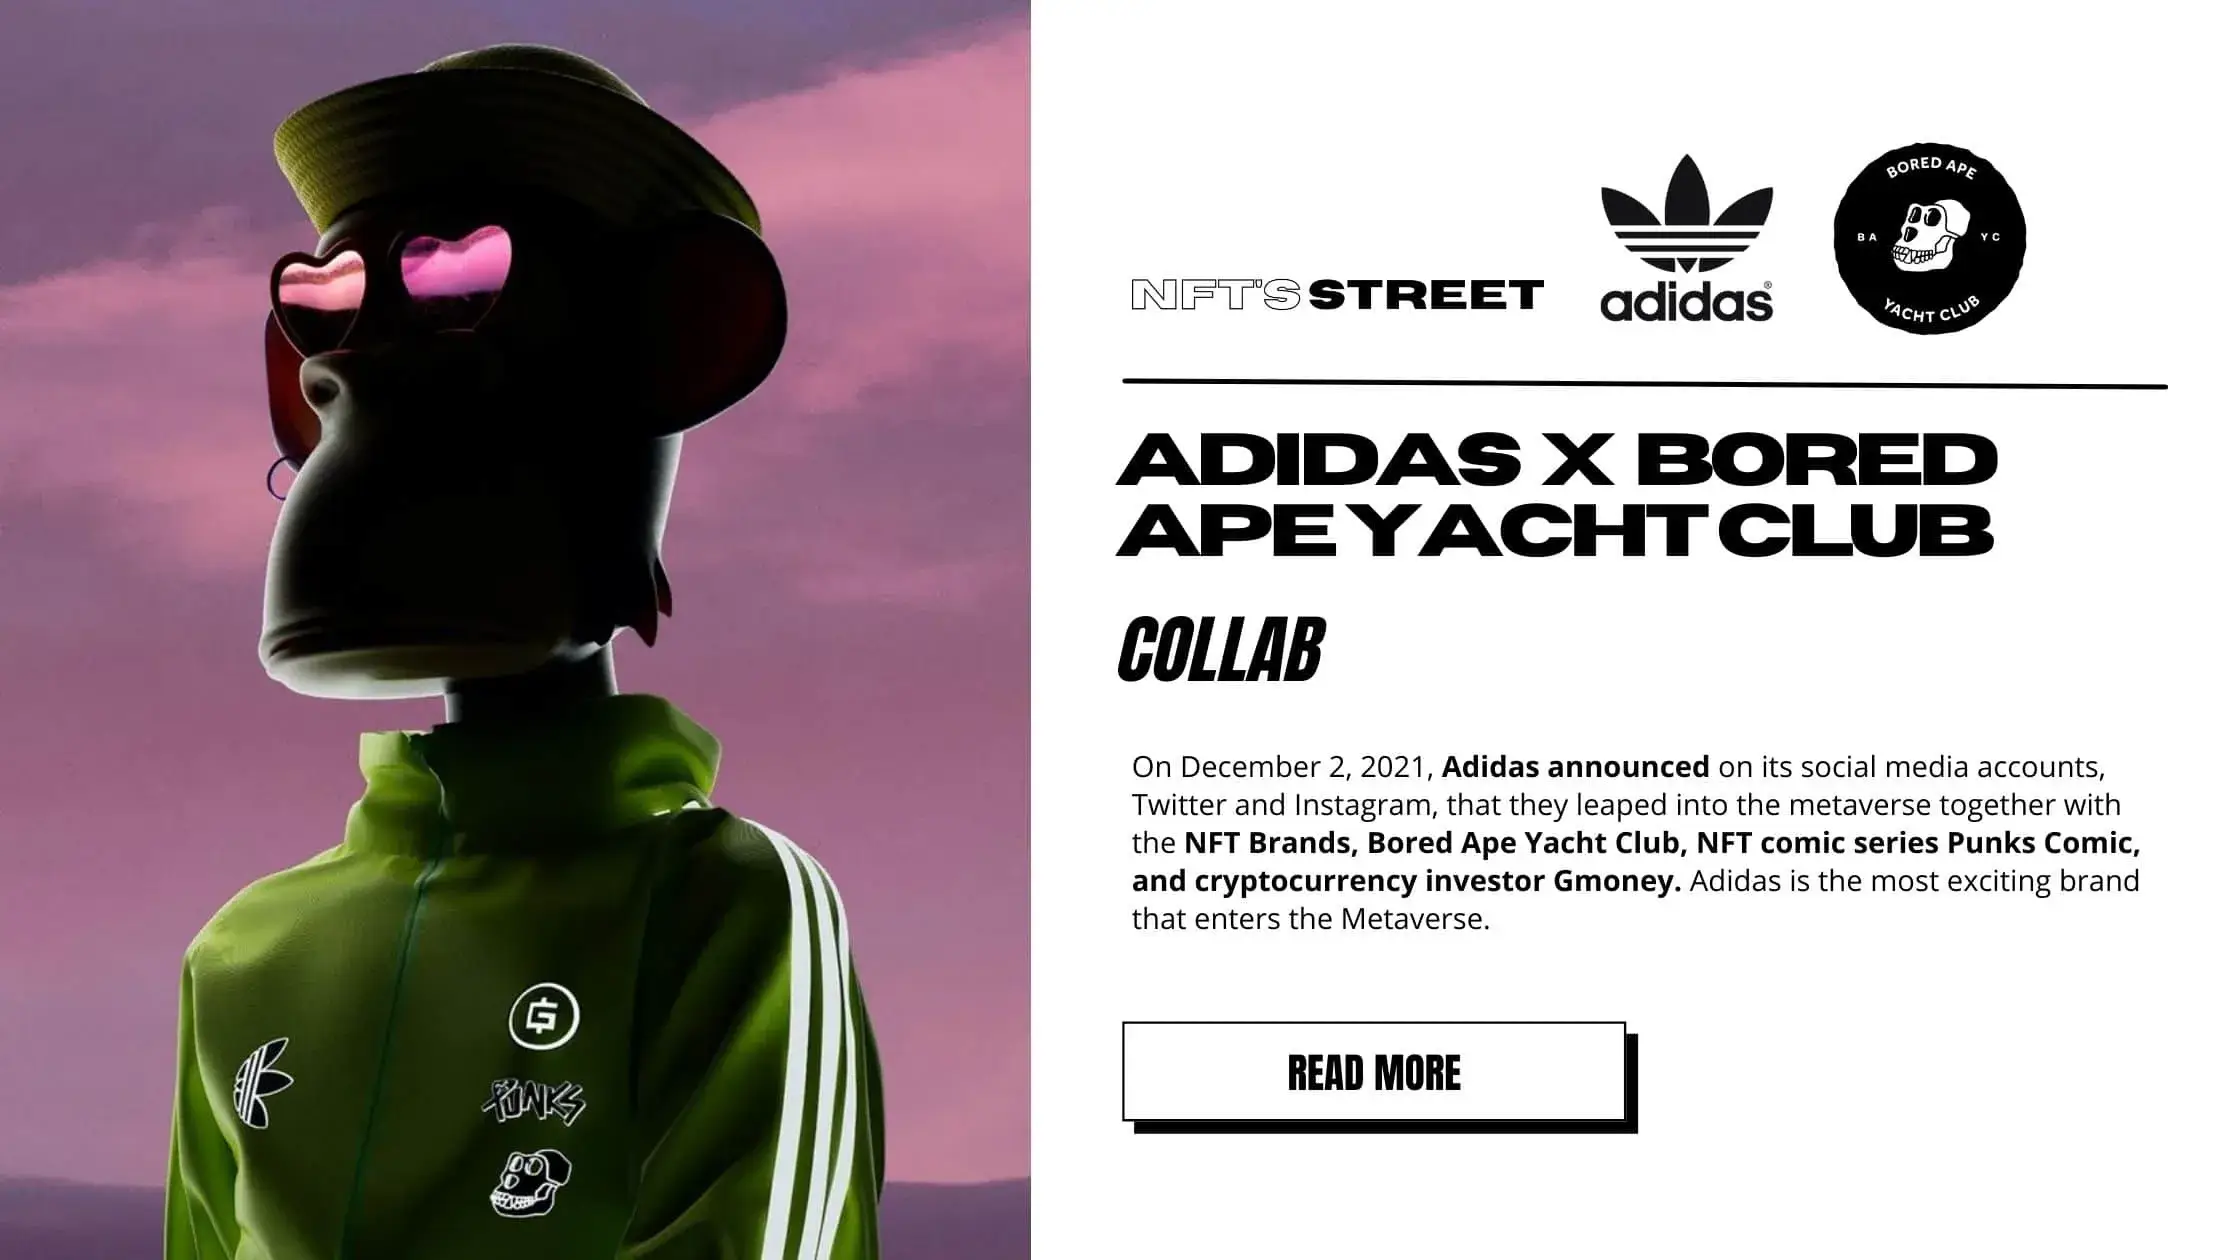 NFT'S STREET
adidas®
BORED APE
BA YC
YACHT CLUB
ADIDAS X BORED
APE YACHT CLUB
COLLAB
On December 2, 2021, Adidas announced on its social media accounts,
Twitter and Instagram, that they leaped into the metaverse together with
the NFT Brands, Bored Ape Yacht Club, NFT comic series Punks Comic,
and cryptocurrency investor Gmoney. Adidas is the most exciting brand
that enters the Metaverse.
READ MORE
G
PUNKS